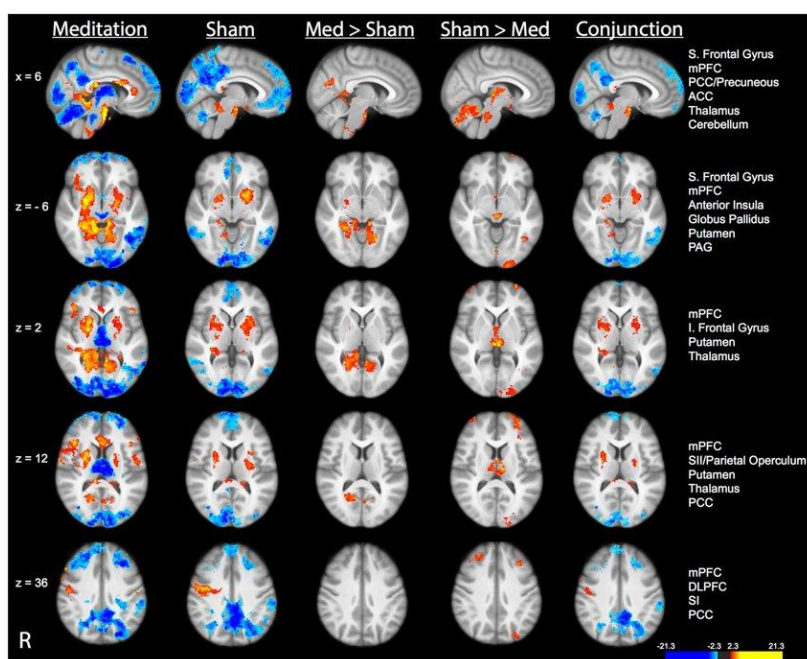 Meditation Sham Med > Sham Sham > Med Conjunction
x = 6
S. Frontal Gyrus
mPFC
PCC/Precuneous
ACC
Thalamus
Cerebellum
z = - 6
S. Frontal Gyrus
mPFC
Anterior Insula
Globus Pallidus
Putamen
PAG
z = 2
mPFC
I. Frontal Gyrus
Putamen
Thalamus
z = 12
mPFC
SII/Parietal Operculum
Putamen
Thalamus
PCC
z = 36
mPFC
DLPFC
SI
PCC
R
-21.3 -2.3 2.3 21.3